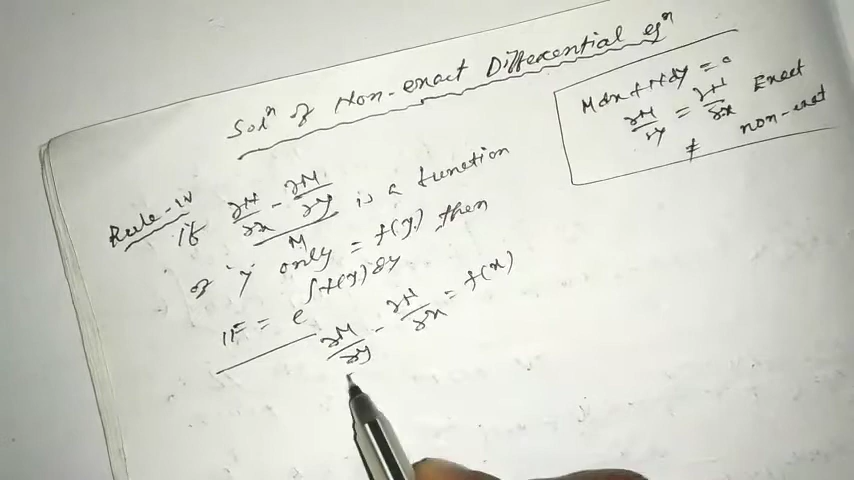 Solⁿ of Non-exact Differential eqⁿ
Mdx + Ndy = 0
∂M/∂y = ∂N/∂x Exact
≠ non-exat
Rule-IV
If (∂N/∂x - ∂M/∂y)/M is a function
of 'y' only = f(y) then
IF = e^∫f(y)dy
∂M/∂y - ∂N/∂x = f(x)